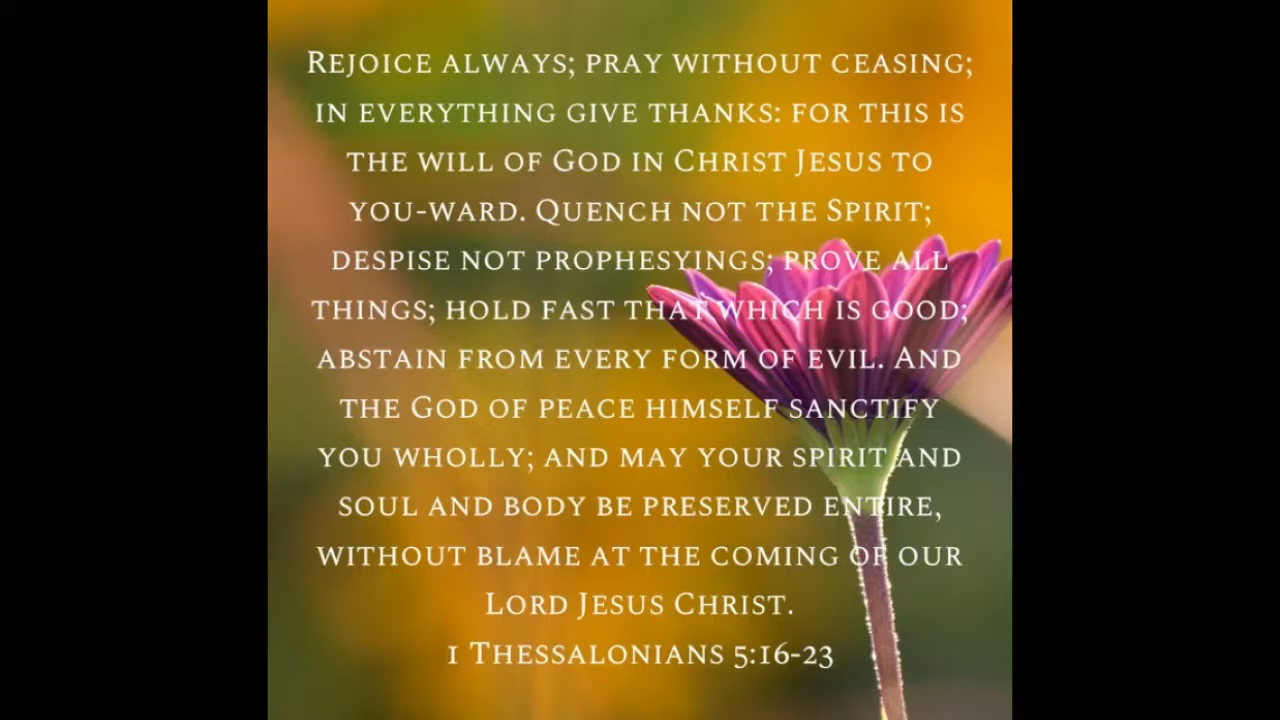 Rejoice always; pray without ceasing;
in everything give thanks: for this is
the will of God in Christ Jesus to
you-ward. Quench not the Spirit;
despise not prophesyings; prove all
things; hold fast that which is good;
abstain from every form of evil. And
the God of peace himself sanctify
you wholly; and may your spirit and
soul and body be preserved entire,
without blame at the coming of our
Lord Jesus Christ.
1 Thessalonians 5:16-23